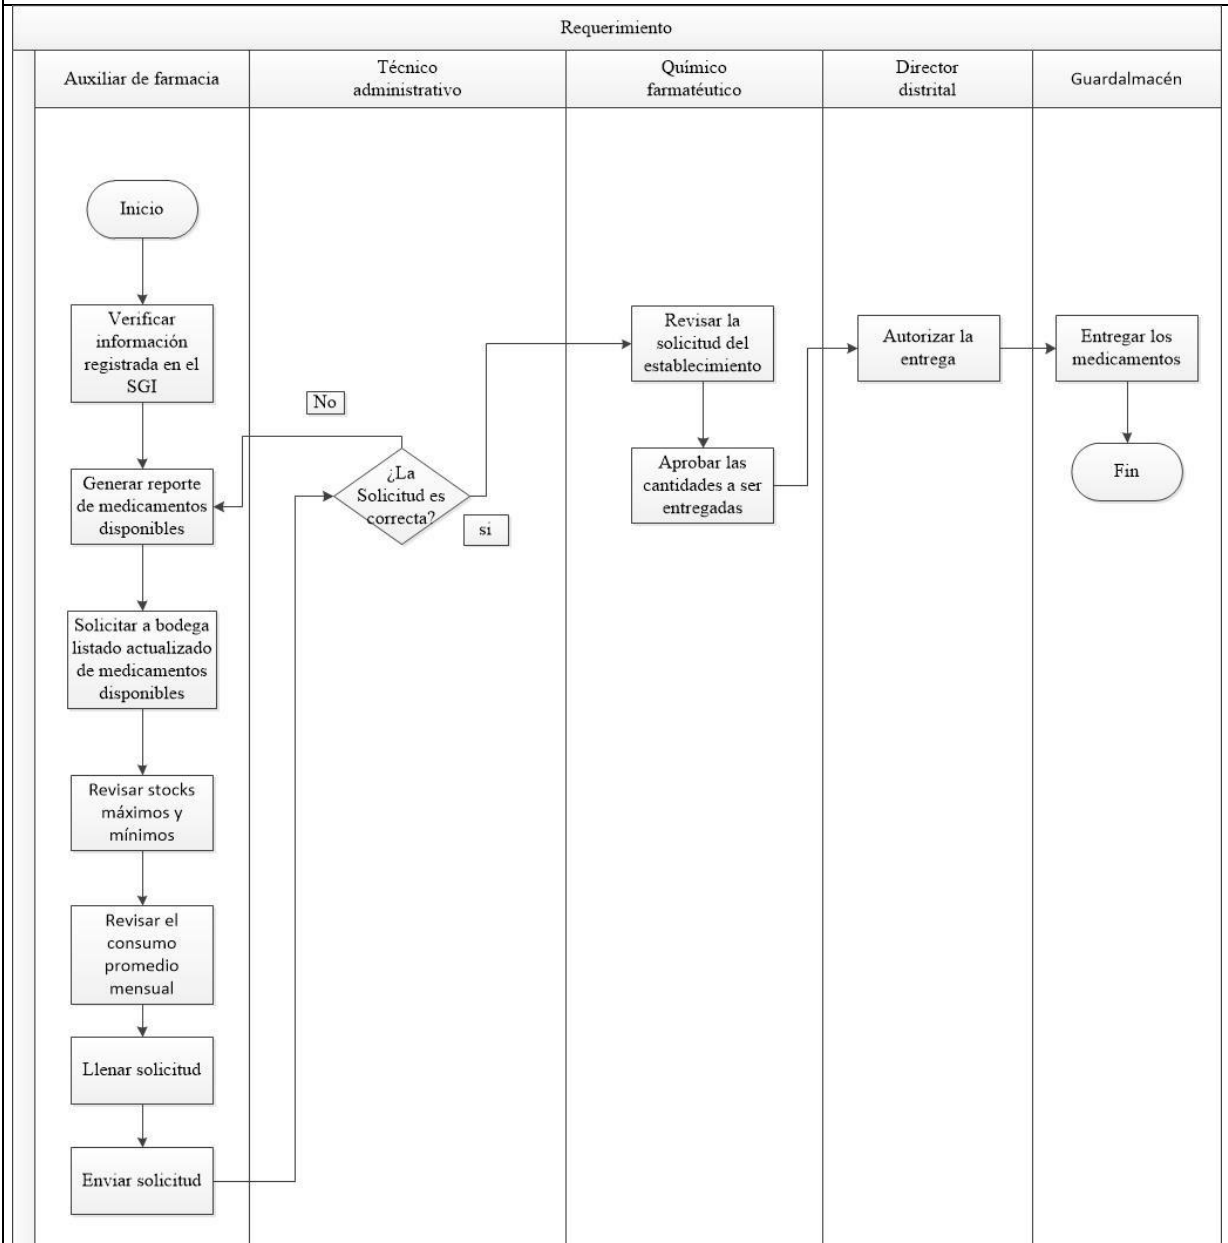 Requerimiento
Auxiliar de farmacia
Técnico
administrativo
Químico
farmatéutico
Director
distrital
Guardalmacén
Inicio
Verificar
información
registrada en el
SGI
Generar reporte
de medicamentos
disponibles
Solicitar a bodega
listado actualizado
de medicamentos
disponibles
Revisar stocks
máximos y
mínimos
Revisar el
consumo
promedio
mensual
Llenar solicitud
Enviar solicitud
No
¿La
Solicitud es
correcta?
si
Revisar la
solicitud del
establecimiento
Aprobar las
cantidades a ser
entregadas
Autorizar la
entrega
Entregar los
medicamentos
Fin